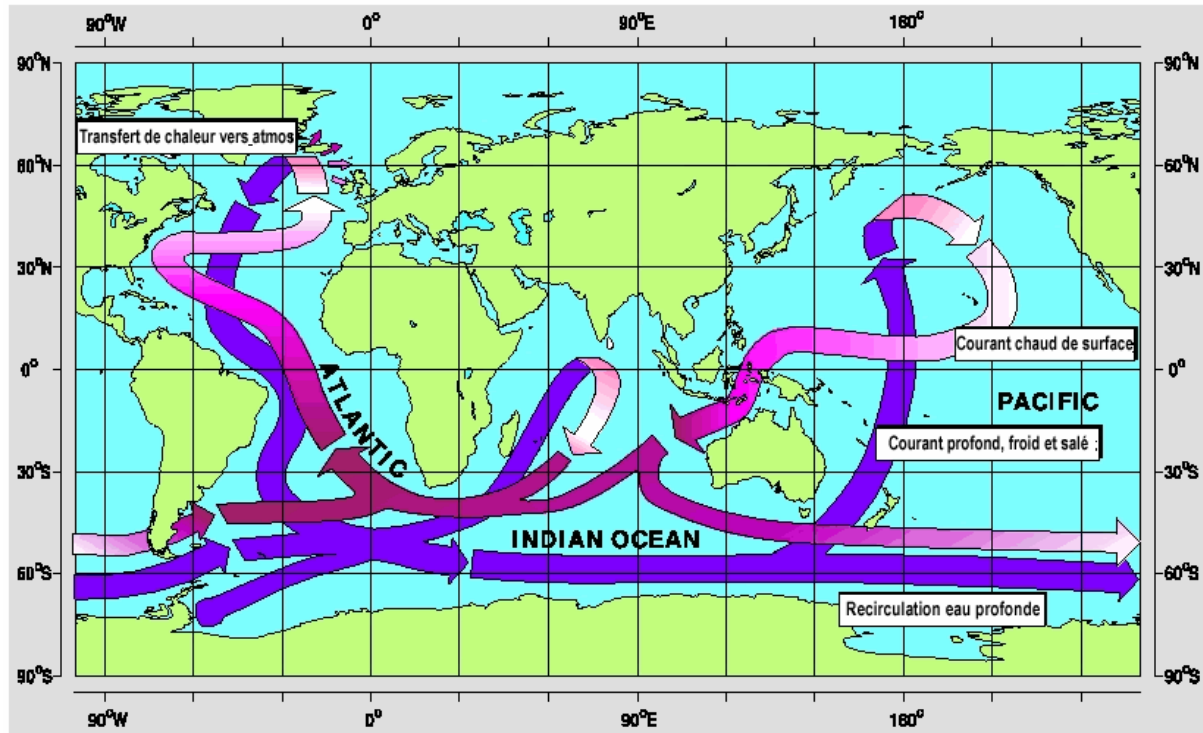 90°W 0° 90°E 180°
90°N 90°N
Transfert de chaleur vers_atmos
60°N 60°N
30°N 30°N
Courant chaud de surface
0° 0°
ATLANTIC
PACIFIC
Courant profond, froid et salé :
30°S 30°S
INDIAN OCEAN
60°S 60°S
Recirculation eau profonde
90°S 90°S
90°W 0° 90°E 180°